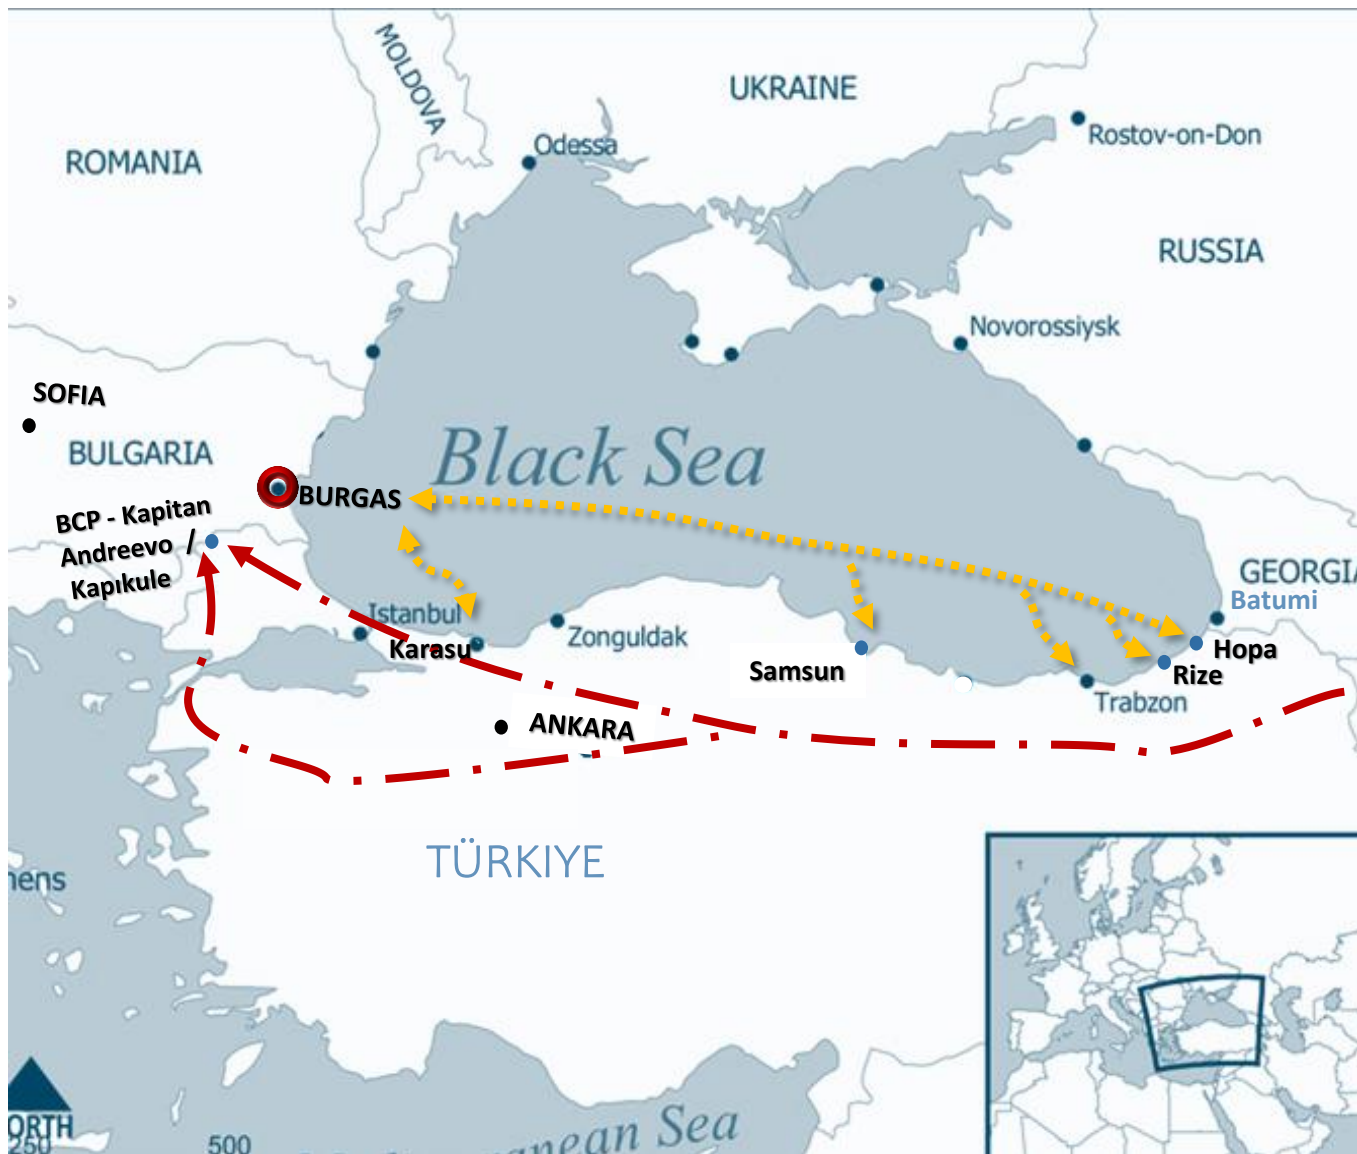 MOLDOVA
UKRAINE
Odessa
Rostov-on-Don
ROMANIA
RUSSIA
Novorossiysk
SOFIA
BULGARIA
Black Sea
BURGAS
BCP - Kapitan
Andreevo /
Kapıkule
GEORGIA
Batumi
Istanbul
Karasu
Zonguldak
Samsun
Hopa
Rize
Trabzon
ANKARA
TÜRKIYE
hens
ORTH
250
500
nean Sea